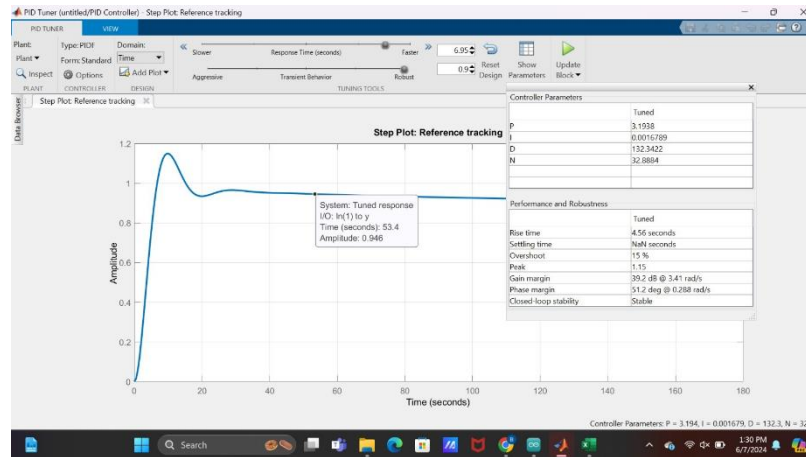 PID Tuner (untitled/PID Controller) - Step Plot: Reference tracking
PID TUNER VIEW
Plant: Type: PIDF Domain:
Plant Form: Standard Time
Inspect Options Add Plot
Slower Response Time (seconds) Faster 6.95
Aggressive Transient Behavior Robust 0.9
Reset Design Show Parameters Update Block
PLANT CONTROLLER DESIGN TUNING TOOLS
Data Browser
Step Plot: Reference tracking
Step Plot: Reference tracking
Amplitude
1.2
1
0.8
0.6
0.4
0.2
0
System: Tuned response
I/O: In(1) to y
Time (seconds): 53.4
Amplitude: 0.946
0 20 40 60 80 100 120 140 160 180
Time (seconds)
Controller Parameters
Tuned
P 3.1938
I 0.0016789
D 132.3422
N 32.8884
Performance and Robustness
Tuned
Rise time 4.56 seconds
Settling time NaN seconds
Overshoot 15 %
Peak 1.15
Gain margin 39.2 dB @ 3.41 rad/s
Phase margin 51.2 deg @ 0.288 rad/s
Closed-loop stability Stable
Controller Parameters: P = 3.194, I = 0.001679, D = 132.3, N = 32
Search
1:30 PM
6/7/2024